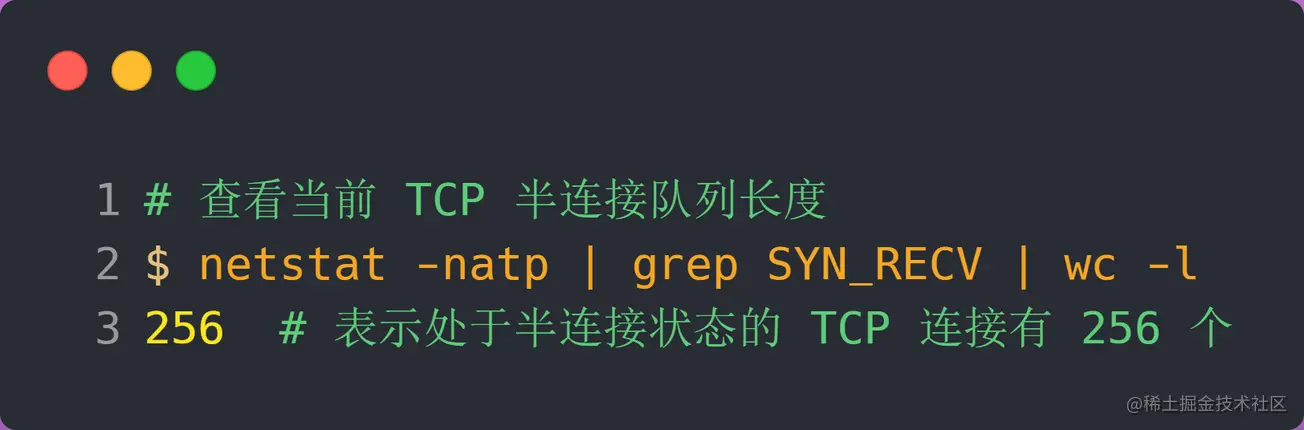 1 # 查看当前 TCP 半连接队列长度
2 $ netstat -natp | grep SYN_RECV | wc -l
3 256  # 表示处于半连接状态的 TCP 连接有 256 个
@稀土掘金技术社区